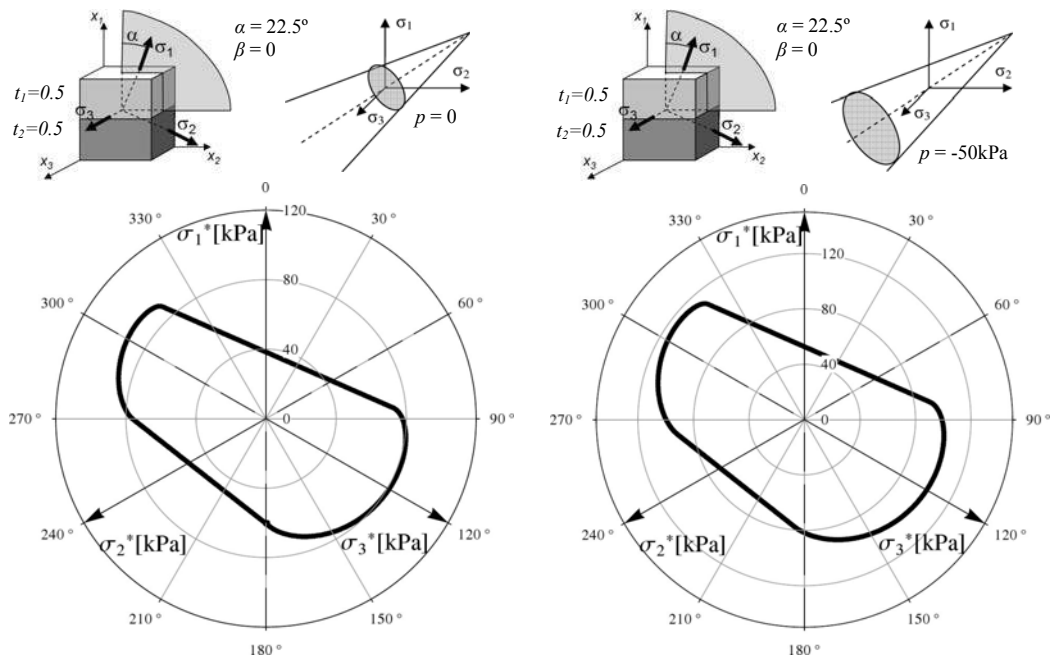 x1
α
σ1
α = 22.5º
β = 0
t1=0.5
t2=0.5
σ3
σ2
x2
x3
σ1
σ2
σ3
p = 0
x1
α
σ1
α = 22.5º
β = 0
t1=0.5
t2=0.5
σ3
σ2
x2
x3
σ1
σ2
σ3
p = -50kPa
0
330 °
120
30 °
σ1*[kPa]
300 °
80
60 °
40
270 °
0
90 °
240 °
σ2*[kPa]
σ3*[kPa]
120 °
210 °
150 °
180 °
0
330 °
30 °
σ1*[kPa]
120
300 °
80
60 °
40
270 °
0
90 °
240 °
σ2*[kPa]
σ3*[kPa]
120 °
210 °
150 °
180 °